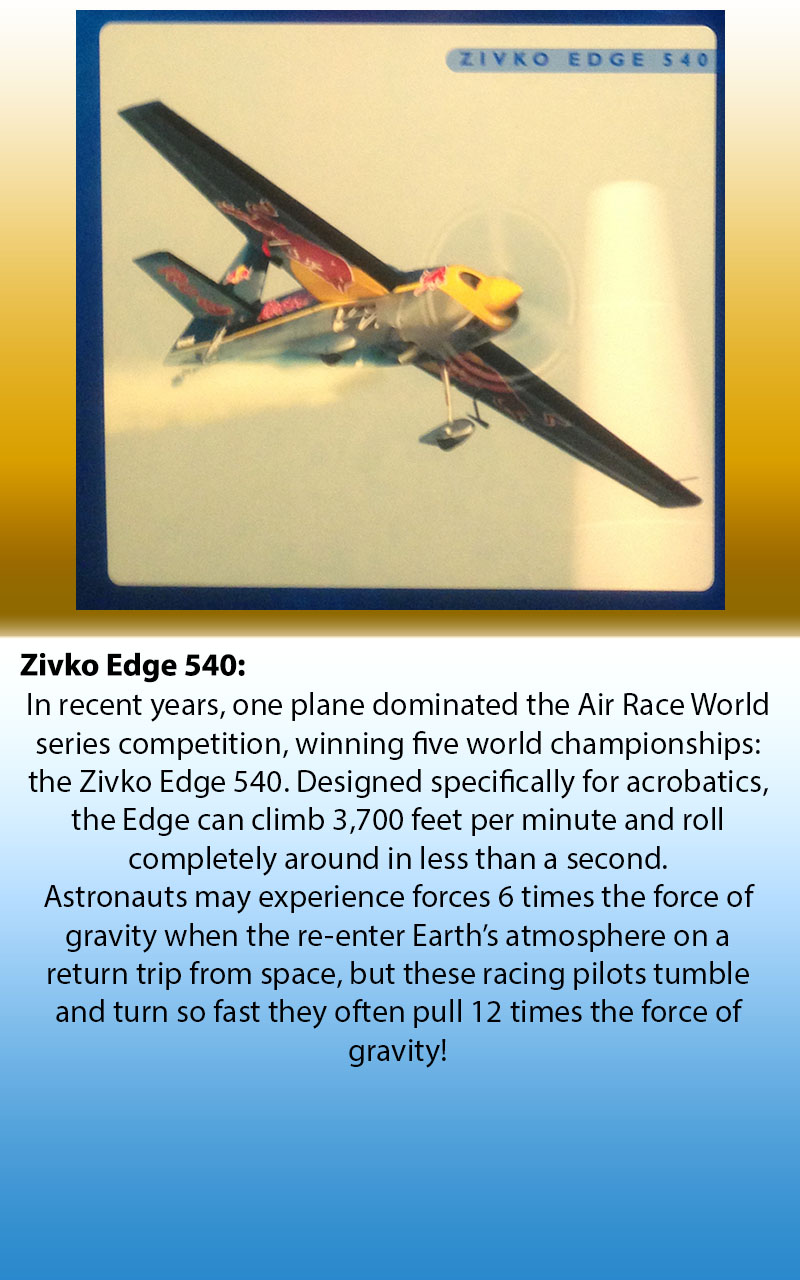 ZIVKO EDGE 540
Zivko Edge 540:
In recent years, one plane dominated the Air Race World
series competition, winning five world championships:
the Zivko Edge 540. Designed specifically for acrobatics,
the Edge can climb 3,700 feet per minute and roll
completely around in less than a second.
Astronauts may experience forces 6 times the force of
gravity when the re-enter Earth’s atmosphere on a
return trip from space, but these racing pilots tumble
and turn so fast they often pull 12 times the force of
gravity!